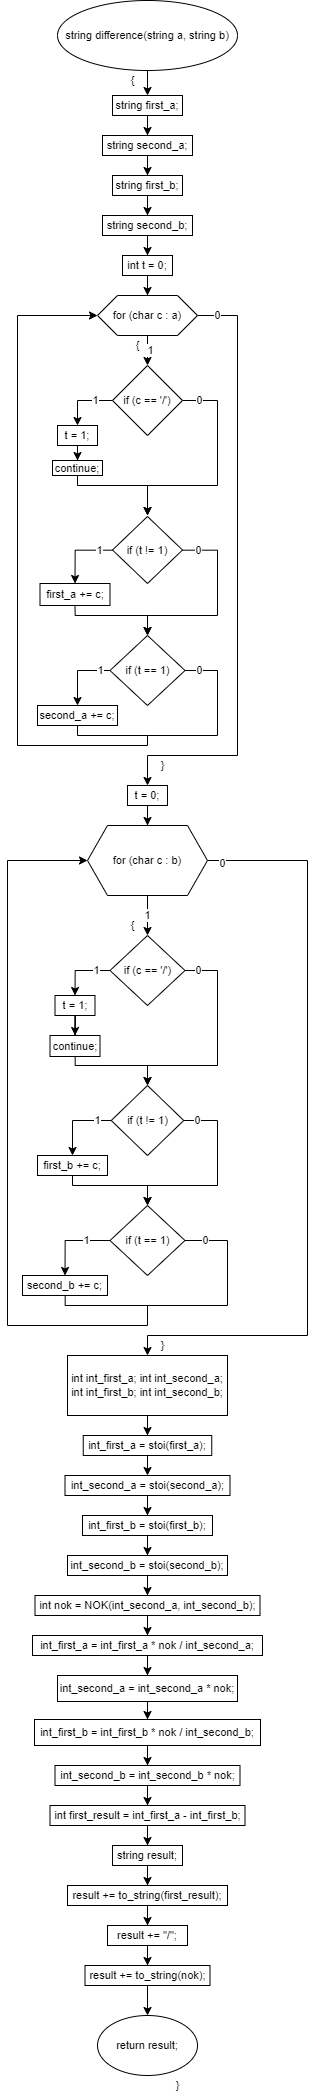 string difference(string a, string b)
{
string first_a;
string second_a;
string first_b;
string second_b;
int t = 0;
for (char c : a)
0
{
1
if (c == '/')
1
0
t = 1;
continue;
if (t != 1)
1
0
first_a += c;
if (t == 1)
1
0
second_a += c;
}
t = 0;
for (char c : b)
0
1
{
if (c == '/')
1
0
t = 1;
continue;
if (t != 1)
1
0
first_b += c;
if (t == 1)
1
0
second_b += c;
}
int int_first_a; int int_second_a;
int int_first_b; int int_second_b;
int_first_a = stoi(first_a);
int_second_a = stoi(second_a);
int_first_b = stoi(first_b);
int_second_b = stoi(second_b);
int nok = NOK(int_second_a, int_second_b);
int_first_a = int_first_a * nok / int_second_a;
int_second_a = int_second_a * nok;
int_first_b = int_first_b * nok / int_second_b;
int_second_b = int_second_b * nok;
int first_result = int_first_a - int_first_b;
string result;
result += to_string(first_result);
result += "/";
result += to_string(nok);
return result;
}